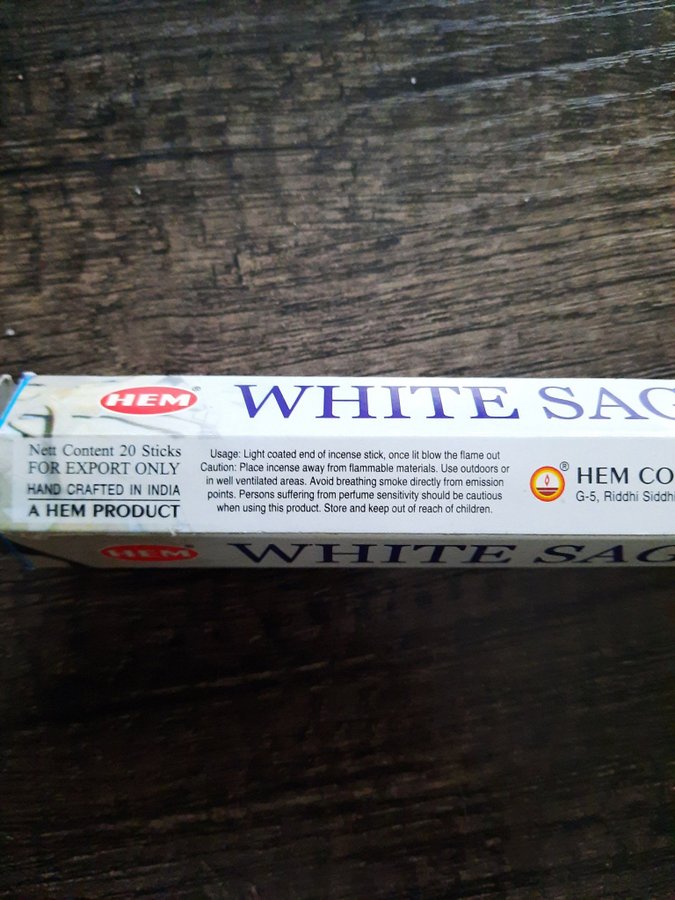 HEM®
WHITE SAG
Nett Content 20 Sticks
FOR EXPORT ONLY
HAND CRAFTED IN INDIA
A HEM PRODUCT
Usage: Light coated end of incense stick, once lit blow the flame out
Caution: Place incense away from flammable materials. Use outdoors or
in well ventilated areas. Avoid breathing smoke directly from emission
points. Persons suffering from perfume sensitivity should be cautious
when using this product. Store and keep out of reach of children.
®
HEM CO
G-5, Riddhi Siddhi
HEM
WHITE SAG